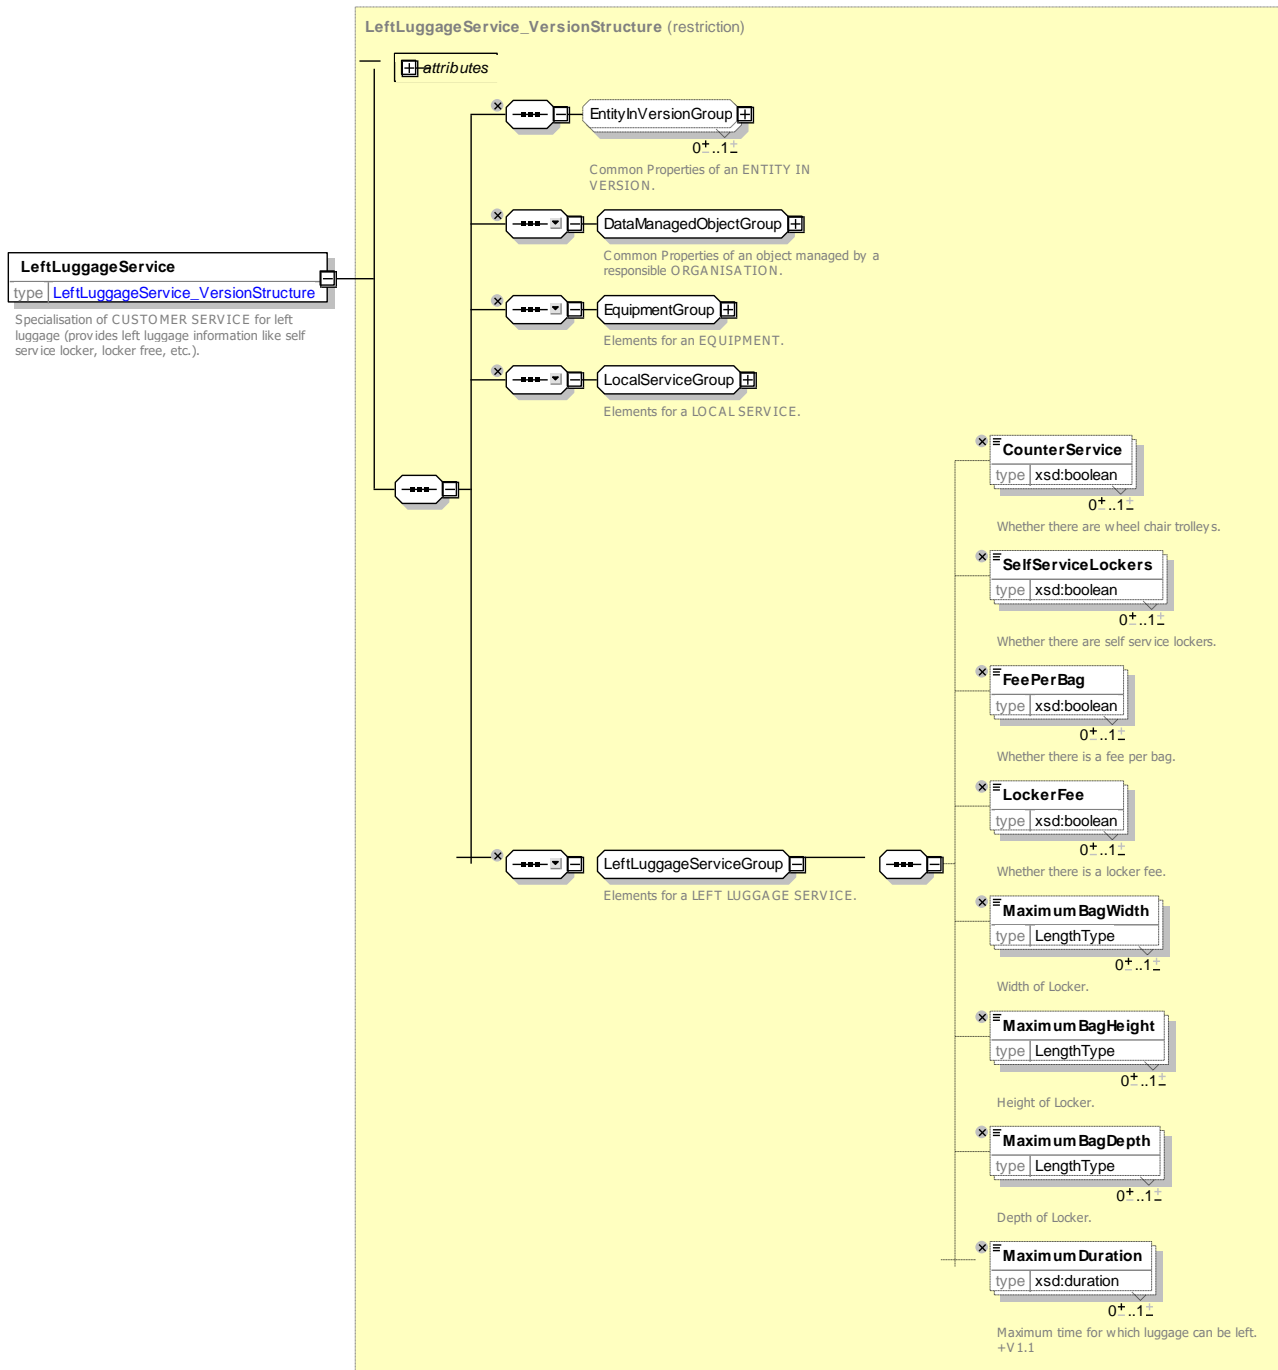 LeftLuggageService_VersionStructure (restriction)
attributes
EntityInVersionGroup
0..1
Common Properties of an ENTITY IN
VERSION.
DataManagedObjectGroup
Common Properties of an object managed by a
responsible ORGANISATION.
LeftLuggageService
type LeftLuggageService_VersionStructure
Specialisation of CUSTOMER SERVICE for left
luggage (provides left luggage information like self
service locker, locker free, etc.).
EquipmentGroup
Elements for an EQUIPMENT.
LocalServiceGroup
Elements for a LOCAL SERVICE.
CounterService
type xsd:boolean
0..1
Whether there are wheel chair trolleys.
SelfServiceLockers
type xsd:boolean
0..1
Whether there are self service lockers.
FeePerBag
type xsd:boolean
0..1
Whether there is a fee per bag.
LockerFee
type xsd:boolean
0..1
Whether there is a locker fee.
LeftLuggageServiceGroup
Elements for a LEFT LUGGAGE SERVICE.
MaximumBagWidth
type LengthType
0..1
Width of Locker.
MaximumBagHeight
type LengthType
0..1
Height of Locker.
MaximumBagDepth
type LengthType
0..1
Depth of Locker.
MaximumDuration
type xsd:duration
0..1
Maximum time for which luggage can be left.
+V1.1